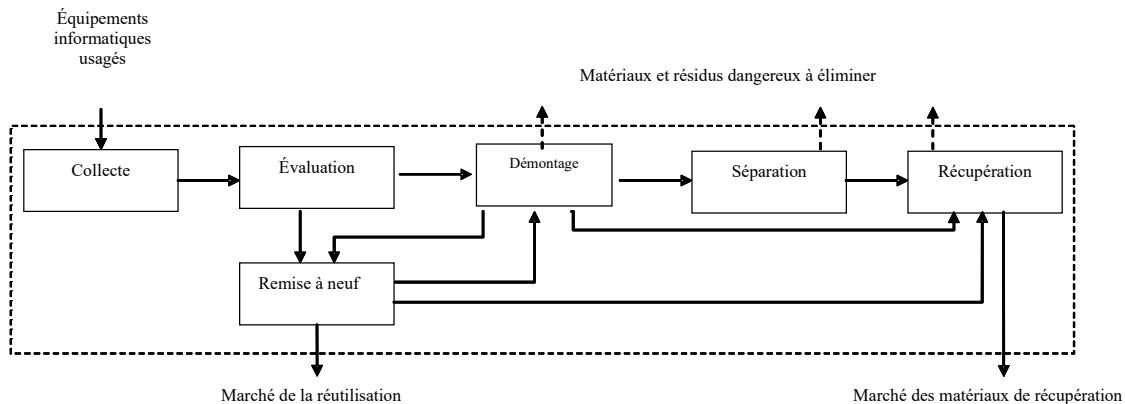 Équipements
informatiques
usagés
Matériaux et résidus dangereux à éliminer
Collecte
Évaluation
Démontage
Séparation
Récupération
Remise à neuf
Marché de la réutilisation
Marché des matériaux de récupération